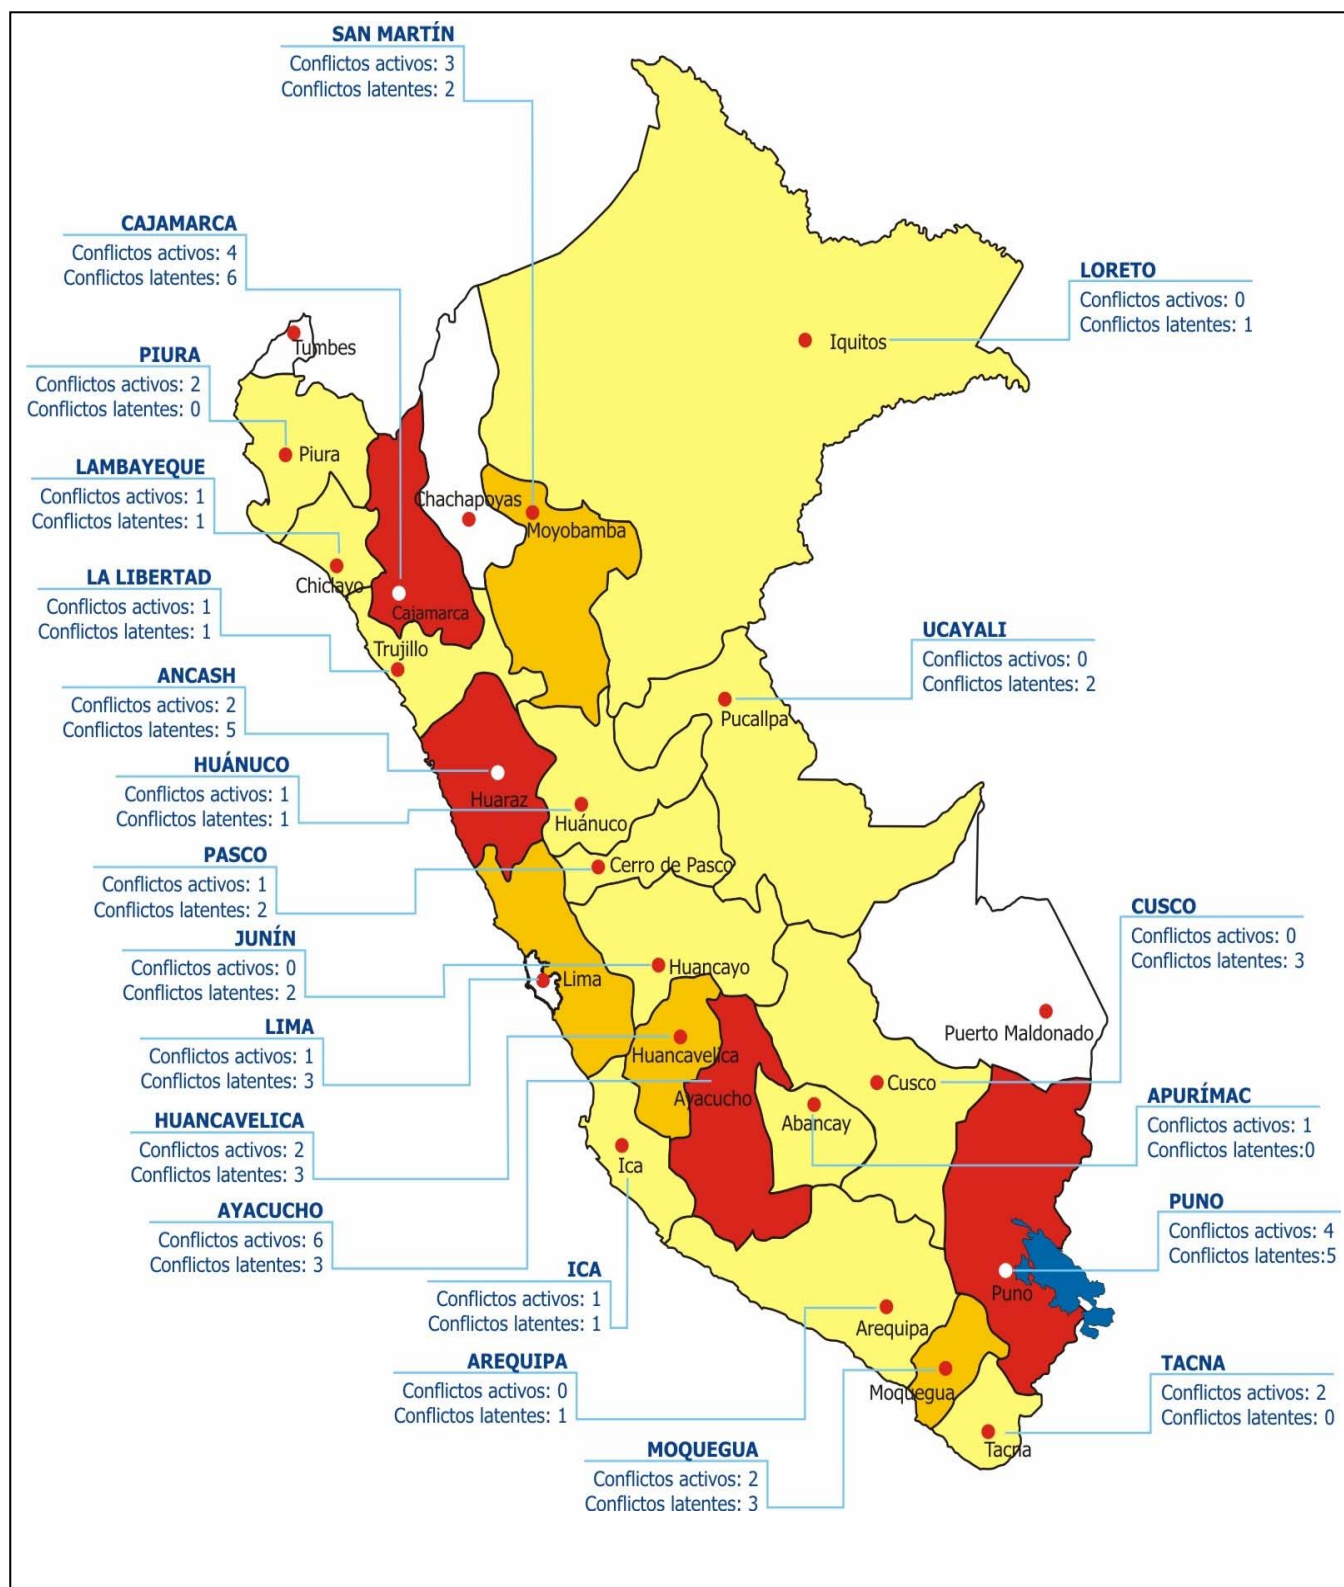 SAN MARTÍN
Conflictos activos: 3
Conflictos latentes: 2
CAJAMARCA
Conflictos activos: 4
Conflictos latentes: 6
LORETO
Conflictos activos: 0
Conflictos latentes: 1
Iquitos
Tumbes
PIURA
Conflictos activos: 2
Conflictos latentes: 0
Piura
LAMBAYEQUE
Conflictos activos: 1
Conflictos latentes: 1
Chachapoyas
Moyobamba
Chiclayo
LA LIBERTAD
Conflictos activos: 1
Conflictos latentes: 1
Cajamarca
Trujillo
UCAYALI
Conflictos activos: 0
Conflictos latentes: 2
Pucallpa
ANCASH
Conflictos activos: 2
Conflictos latentes: 5
Huaraz
HUÁNUCO
Conflictos activos: 1
Conflictos latentes: 1
Huánuco
PASCO
Conflictos activos: 1
Conflictos latentes: 2
Cerro de Pasco
CUSCO
Conflictos activos: 0
Conflictos latentes: 3
JUNÍN
Conflictos activos: 0
Conflictos latentes: 2
Huancayo
Lima
LIMA
Conflictos activos: 1
Conflictos latentes: 3
Puerto Maldonado
Huancavelica
Cusco
Ayacucho
Abancay
APURÍMAC
Conflictos activos: 1
Conflictos latentes:0
HUANCAVELICA
Conflictos activos: 2
Conflictos latentes: 3
Ica
AYACUCHO
Conflictos activos: 6
Conflictos latentes: 3
PUNO
Conflictos activos: 4
Conflictos latentes:5
Puno
ICA
Conflictos activos: 1
Conflictos latentes: 1
Arequipa
AREQUIPA
Conflictos activos: 0
Conflictos latentes: 1
Moquegua
TACNA
Conflictos activos: 2
Conflictos latentes: 0
Tacna
MOQUEGUA
Conflictos activos: 2
Conflictos latentes: 3